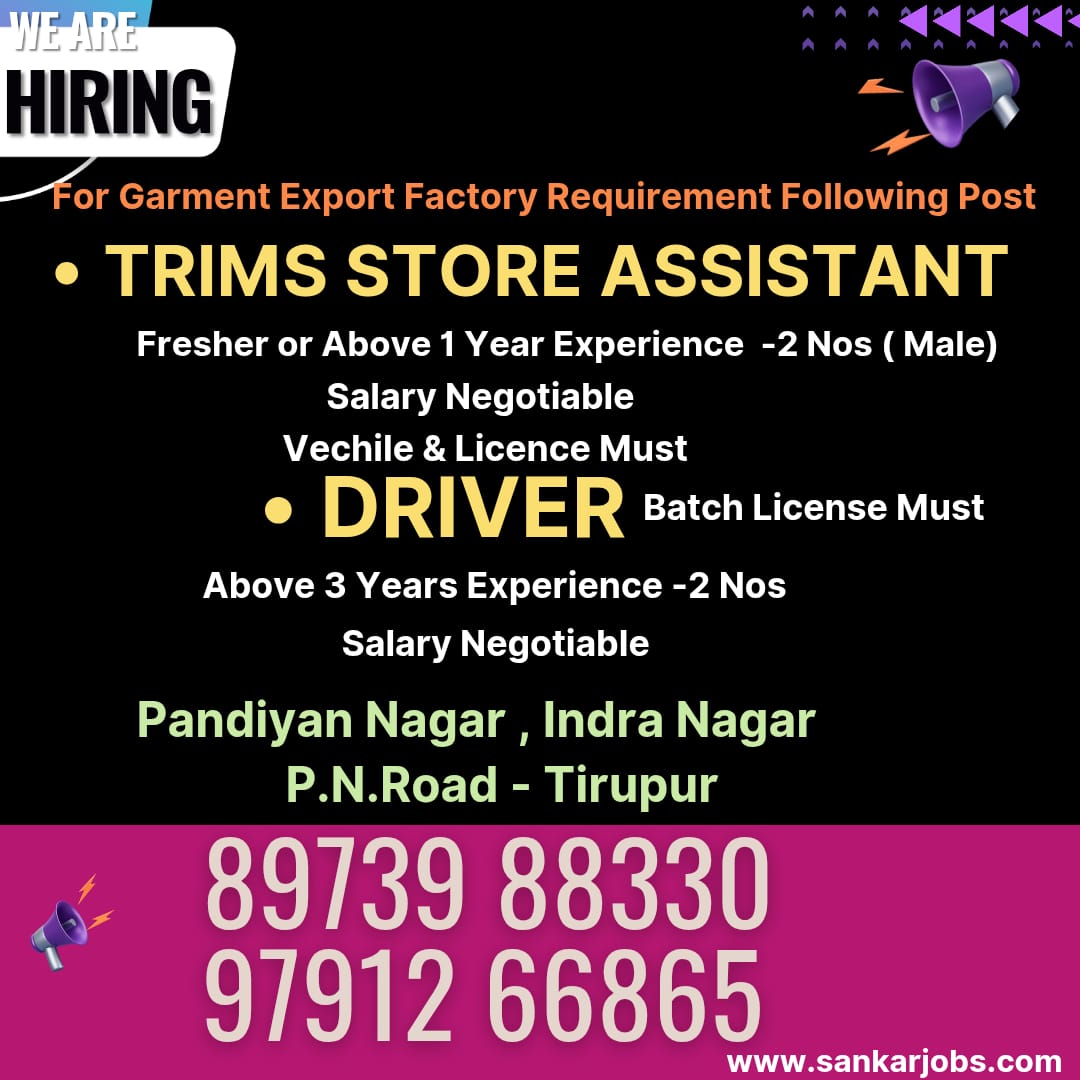 WE ARE
HIRING
For Garment Export Factory Requirement Following Post
• TRIMS STORE ASSISTANT
Fresher or Above 1 Year Experience -2 Nos ( Male)
Salary Negotiable
Vechile & Licence Must
• DRIVER Batch License Must
Above 3 Years Experience -2 Nos
Salary Negotiable
Pandiyan Nagar , Indra Nagar
P.N.Road - Tirupur
89739 88330
97912 66865
www.sankarjobs.com